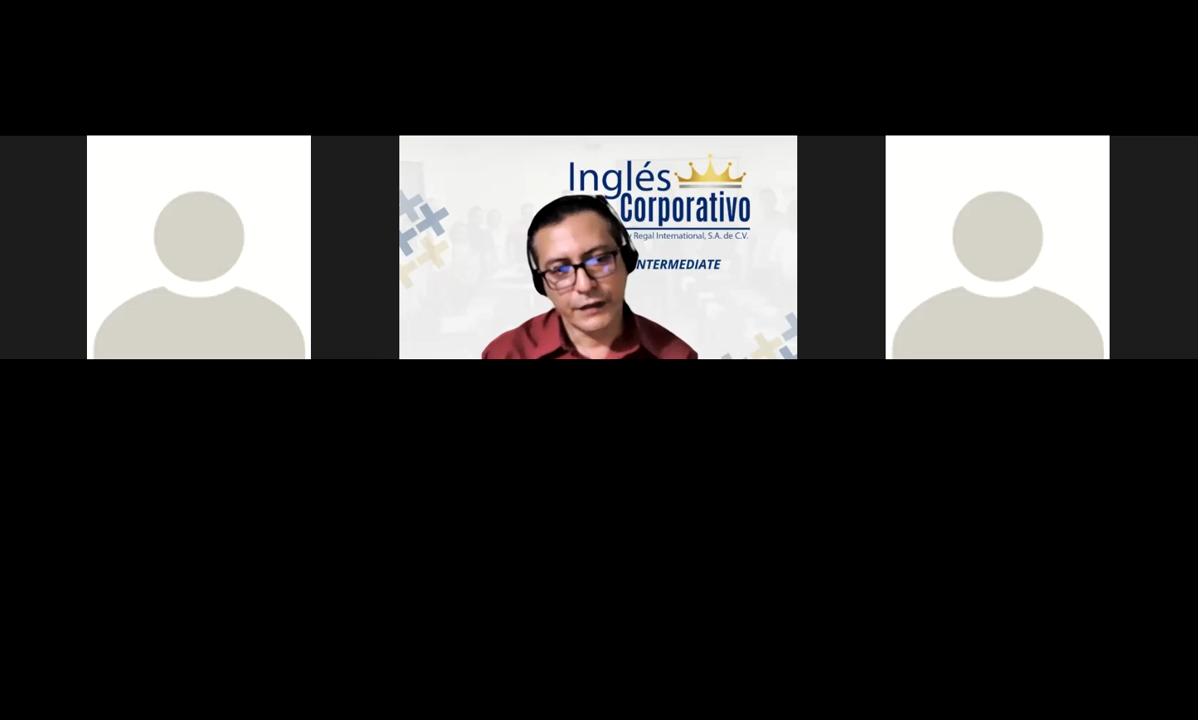 Inglés
Corporativo
Regal International, S.A. de C.V.
INTERMEDIATE